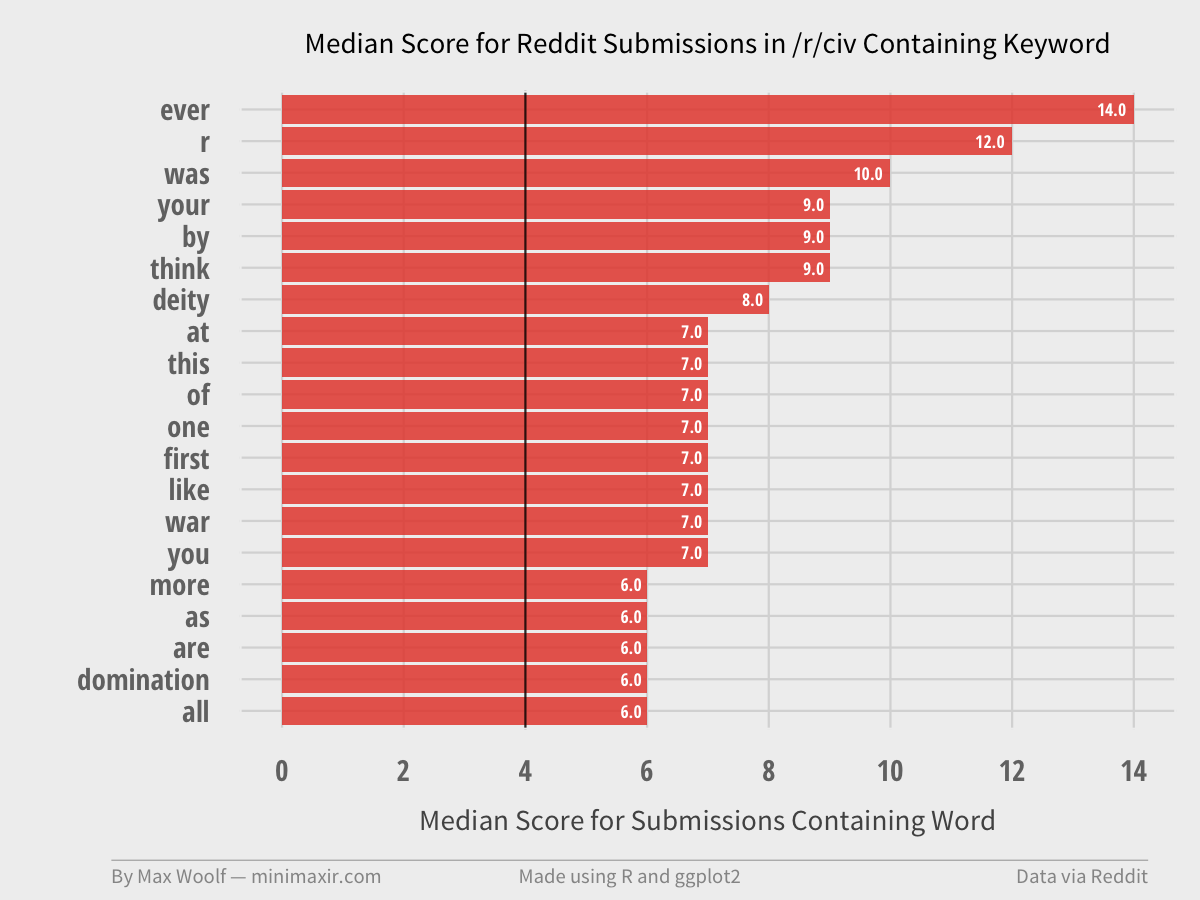 Median Score for Reddit Submissions in /r/civ Containing Keyword
ever 14.0
r 12.0
was 10.0
your 9.0
by 9.0
think 9.0
deity 8.0
at 7.0
this 7.0
of 7.0
one 7.0
first 7.0
like 7.0
war 7.0
you 7.0
more 6.0
as 6.0
are 6.0
domination 6.0
all 6.0
0 2 4 6 8 10 12 14
Median Score for Submissions Containing Word
By Max Woolf — minimaxir.com Made using R and ggplot2 Data via Reddit